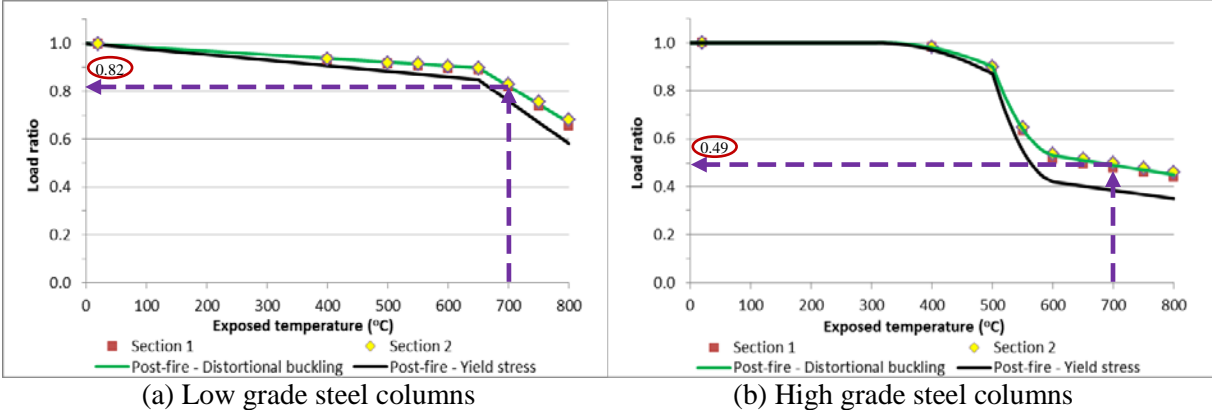 1.0
0.82
0.8
0.6
0.4
0.2
0.0
Load ratio
0 100 200 300 400 500 600 700 800
Exposed temperature (°C)
Section 1 Section 2
Post-fire - Distortional buckling Post-fire - Yield stress
(a) Low grade steel columns
1.0
0.8
0.6
0.49
0.4
0.2
0.0
Load ratio
0 100 200 300 400 500 600 700 800
Exposed temperature (°C)
Section 1 Section 2
Post-fire - Distortional buckling Post-fire - Yield stress
(b) High grade steel columns